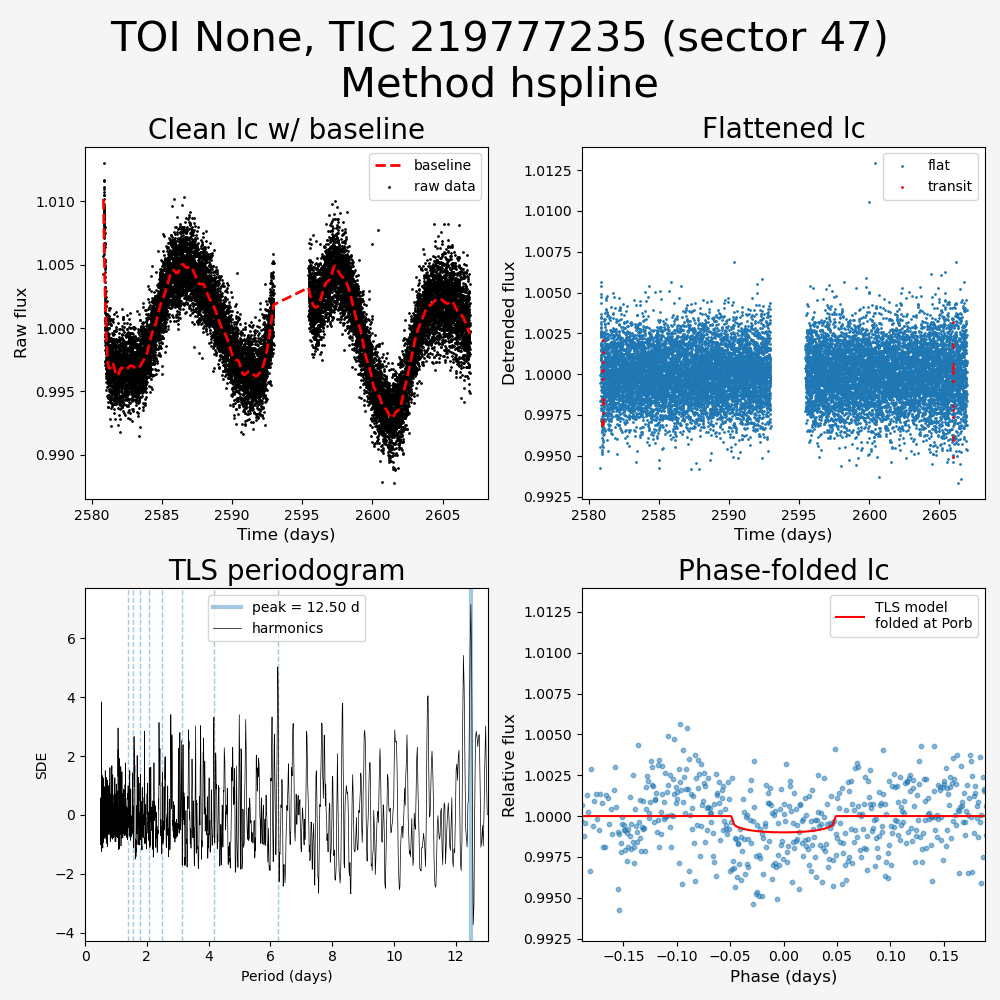 TOI None, TIC 219777235 (sector 47)
Method hspline
Clean lc w/ baseline
baseline
raw data
1.010
1.005
1.000
0.995
0.990
Raw flux
2580
2585
2590
2595
2600
2605
Time (days)
Flattened lc
flat
transit
1.0125
1.0100
1.0075
1.0050
1.0025
1.0000
0.9975
0.9950
0.9925
Detrended flux
2580
2585
2590
2595
2600
2605
Time (days)
TLS periodogram
peak = 12.50 d
harmonics
6
4
2
0
−2
−4
SDE
0
2
4
6
8
10
12
Period (days)
Phase-folded lc
TLS model
folded at Porb
1.0125
1.0100
1.0075
1.0050
1.0025
1.0000
0.9975
0.9950
0.9925
Relative flux
−0.15
−0.10
−0.05
0.00
0.05
0.10
0.15
Phase (days)